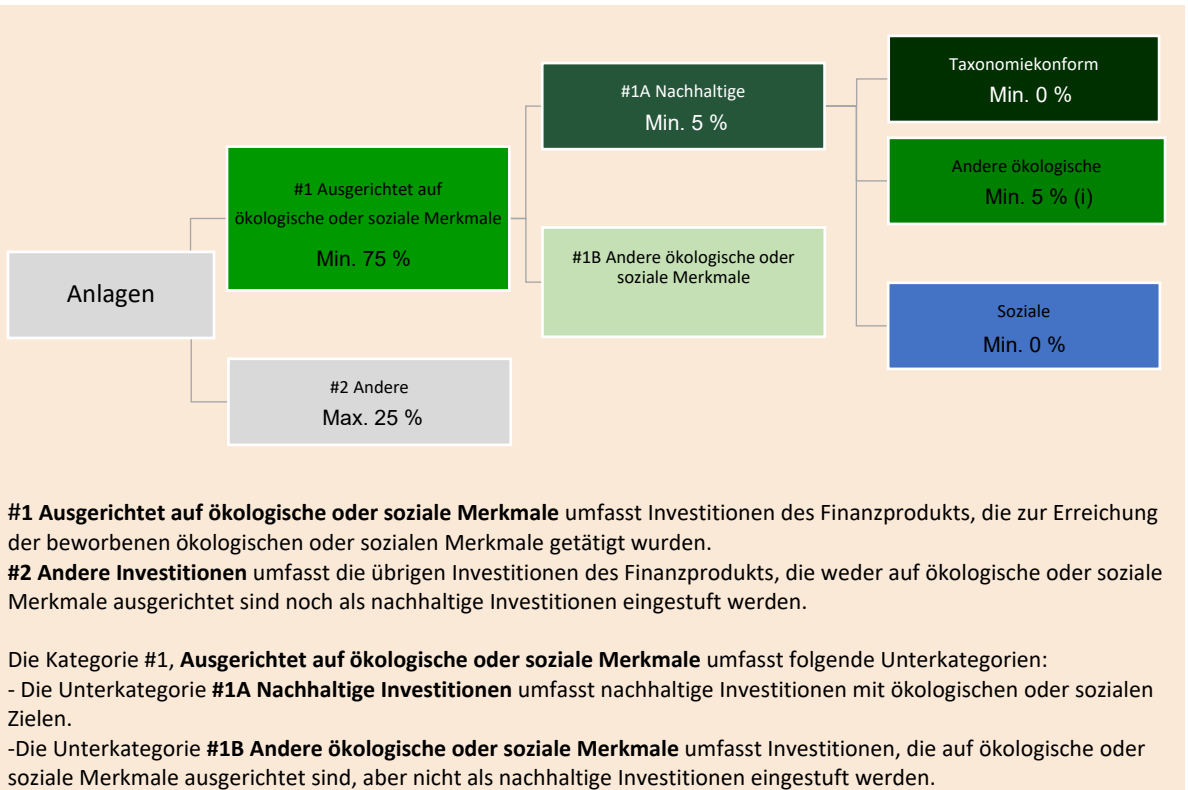 Anlagen
#1 Ausgerichtet auf
ökologische oder soziale Merkmale
Min. 75 %
#2 Andere
Max. 25 %
#1A Nachhaltige
Min. 5 %
#1B Andere ökologische oder
soziale Merkmale
Taxonomiekonform
Min. 0 %
Andere ökologische
Min. 5 % (i)
Soziale
Min. 0 %
#1 Ausgerichtet auf ökologische oder soziale Merkmale umfasst Investitionen des Finanzprodukts, die zur Erreichung
der beworbenen ökologischen oder sozialen Merkmale getätigt wurden.
#2 Andere Investitionen umfasst die übrigen Investitionen des Finanzprodukts, die weder auf ökologische oder soziale
Merkmale ausgerichtet sind noch als nachhaltige Investitionen eingestuft werden.
Die Kategorie #1, Ausgerichtet auf ökologische oder soziale Merkmale umfasst folgende Unterkategorien:
- Die Unterkategorie #1A Nachhaltige Investitionen umfasst nachhaltige Investitionen mit ökologischen oder sozialen
Zielen.
-Die Unterkategorie #1B Andere ökologische oder soziale Merkmale umfasst Investitionen, die auf ökologische oder
soziale Merkmale ausgerichtet sind, aber nicht als nachhaltige Investitionen eingestuft werden.